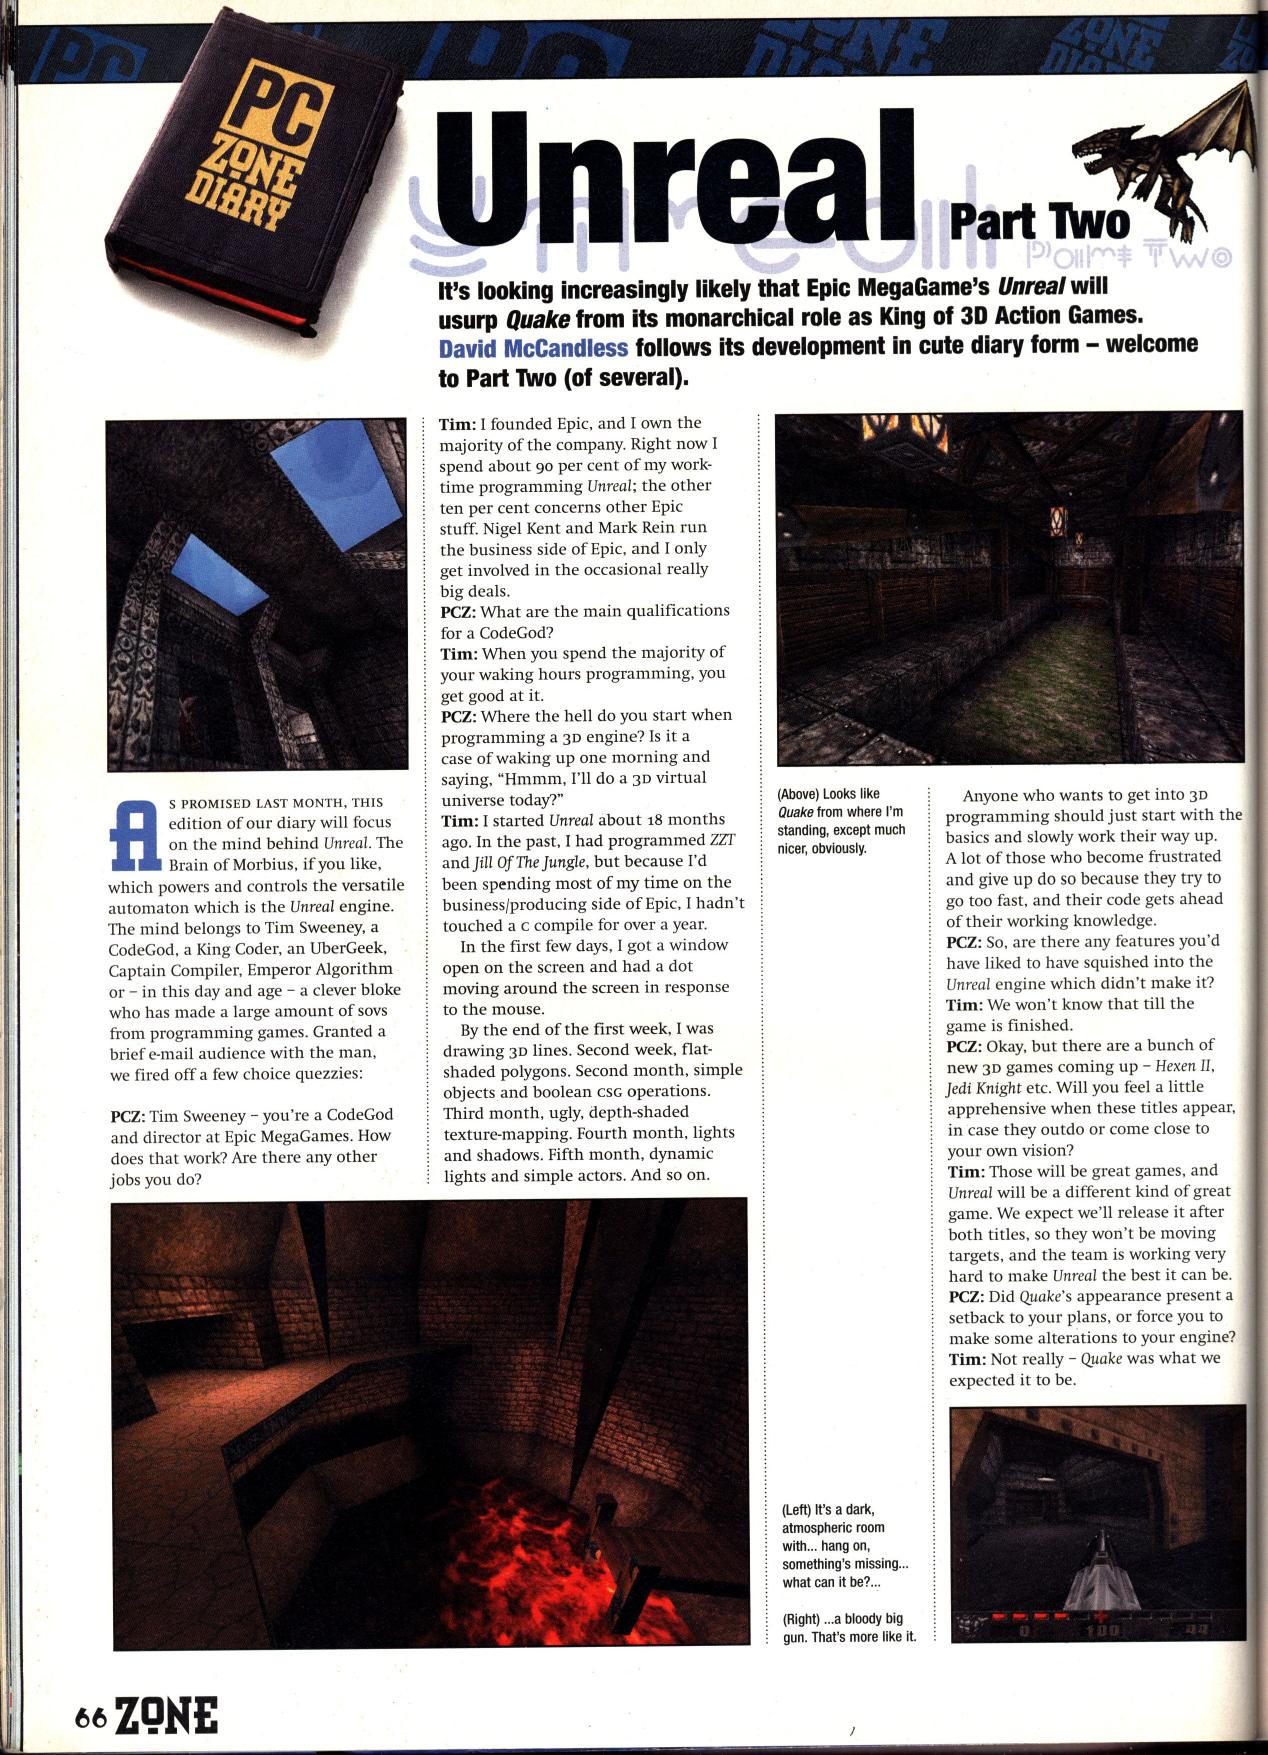 PC
ZONE
DIARY
Unreal Part Two
It's looking increasingly likely that Epic MegaGame's Unreal will
usurp Quake from its monarchical role as King of 3D Action Games.
David McCandless follows its development in cute diary form – welcome
to Part Two (of several).
AS PROMISED LAST MONTH, THIS
edition of our diary will focus
on the mind behind Unreal. The
Brain of Morbius, if you like,
which powers and controls the versatile
automaton which is the Unreal engine.
The mind belongs to Tim Sweeney, a
CodeGod, a King Coder, an UberGeek,
Captain Compiler, Emperor Algorithm
or – in this day and age – a clever bloke
who has made a large amount of sovs
from programming games. Granted a
brief e-mail audience with the man,
we fired off a few choice quezzies:
PCZ: Tim Sweeney – you're a CodeGod
and director at Epic MegaGames. How
does that work? Are there any other
jobs you do?
Tim: I founded Epic, and I own the
majority of the company. Right now I
spend about 90 per cent of my work-
time programming Unreal; the other
ten per cent concerns other Epic
stuff. Nigel Kent and Mark Rein run
the business side of Epic, and I only
get involved in the occasional really
big deals.
PCZ: What are the main qualifications
for a CodeGod?
Tim: When you spend the majority of
your waking hours programming, you
get good at it.
PCZ: Where the hell do you start when
programming a 3D engine? Is it a
case of waking up one morning and
saying, “Hmmm, I'll do a 3D virtual
universe today?”
Tim: I started Unreal about 18 months
ago. In the past, I had programmed ZZT
and Jill Of The Jungle, but because I'd
been spending most of my time on the
business/producing side of Epic, I hadn't
touched a C compile for over a year.
In the first few days, I got a window
open on the screen and had a dot
moving around the screen in response
to the mouse.
By the end of the first week, I was
drawing 3D lines. Second week, flat-
shaded polygons. Second month, simple
objects and boolean CSG operations.
Third month, ugly, depth-shaded
texture-mapping. Fourth month, lights
and shadows. Fifth month, dynamic
lights and simple actors. And so on.
(Above) Looks like
Quake from where I'm
standing, except much
nicer, obviously.
Anyone who wants to get into 3D
programming should just start with the
basics and slowly work their way up.
A lot of those who become frustrated
and give up do so because they try to
go too fast, and their code gets ahead
of their working knowledge.
PCZ: So, are there any features you'd
have liked to have squished into the
Unreal engine which didn't make it?
Tim: We won't know that till the
game is finished.
PCZ: Okay, but there are a bunch of
new 3D games coming up – Hexen II,
Jedi Knight etc. Will you feel a little
apprehensive when these titles appear,
in case they outdo or come close to
your own vision?
Tim: Those will be great games, and
Unreal will be a different kind of great
game. We expect we'll release it after
both titles, so they won't be moving
targets, and the team is working very
hard to make Unreal the best it can be.
PCZ: Did Quake's appearance present a
setback to your plans, or force you to
make some alterations to your engine?
Tim: Not really – Quake was what we
expected it to be.
(Left) It's a dark,
atmospheric room
with... hang on,
something's missing...
what can it be?...
(Right) ...a bloody big
gun. That's more like it.
0 100
66 ZONE